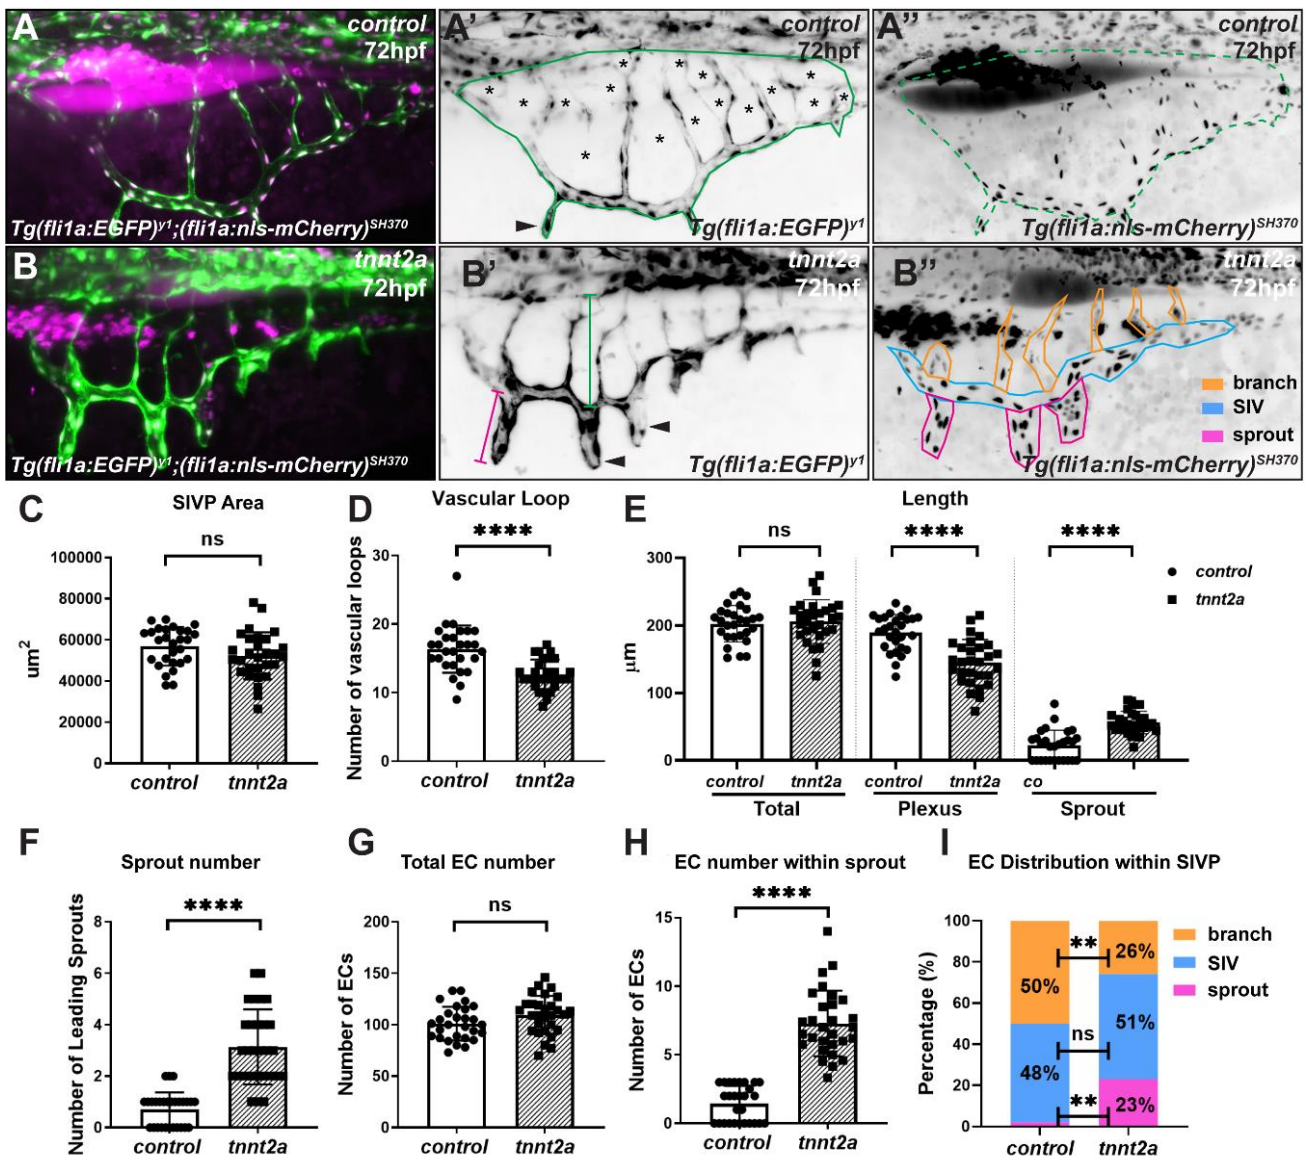 A
control
72hpf
Tg(fli1a:EGFP)y1;(fli1a:nls-mCherry)SH370
A'
control
72hpf
* * * * * * * * * * * * * *
Tg(fli1a:EGFP)y1
A''
control
72hpf
Tg(fli1a:nls-mCherry)SH370
B
tnnt2a
72hpf
Tg(fli1a:EGFP)y1;(fli1a:nls-mCherry)SH370
B'
tnnt2a
72hpf
Tg(fli1a:EGFP)y1
B''
tnnt2a
72hpf
branch
SIV
sprout
Tg(fli1a:nls-mCherry)SH370
C
SIVP Area
ns
um2
100000
80000
60000
40000
20000
0
control tnnt2a
D
Vascular Loop
****
Number of vascular loops
30
20
10
0
control tnnt2a
E
Length
ns
****
****
control
tnnt2a
µm
300
200
100
0
control tnnt2a control tnnt2a co
Total Plexus Sprout
F
Sprout number
****
Number of Leading Sprouts
8
6
4
2
0
control tnnt2a
G
Total EC number
ns
Number of ECs
200
150
100
50
0
control tnnt2a
H
EC number within sprout
****
Number of ECs
15
10
5
0
control tnnt2a
I
EC Distribution within SIVP
Percentage (%)
100
80
60
40
20
0
50%
48%
**
ns
**
26%
51%
23%
branch
SIV
sprout
control tnnt2a